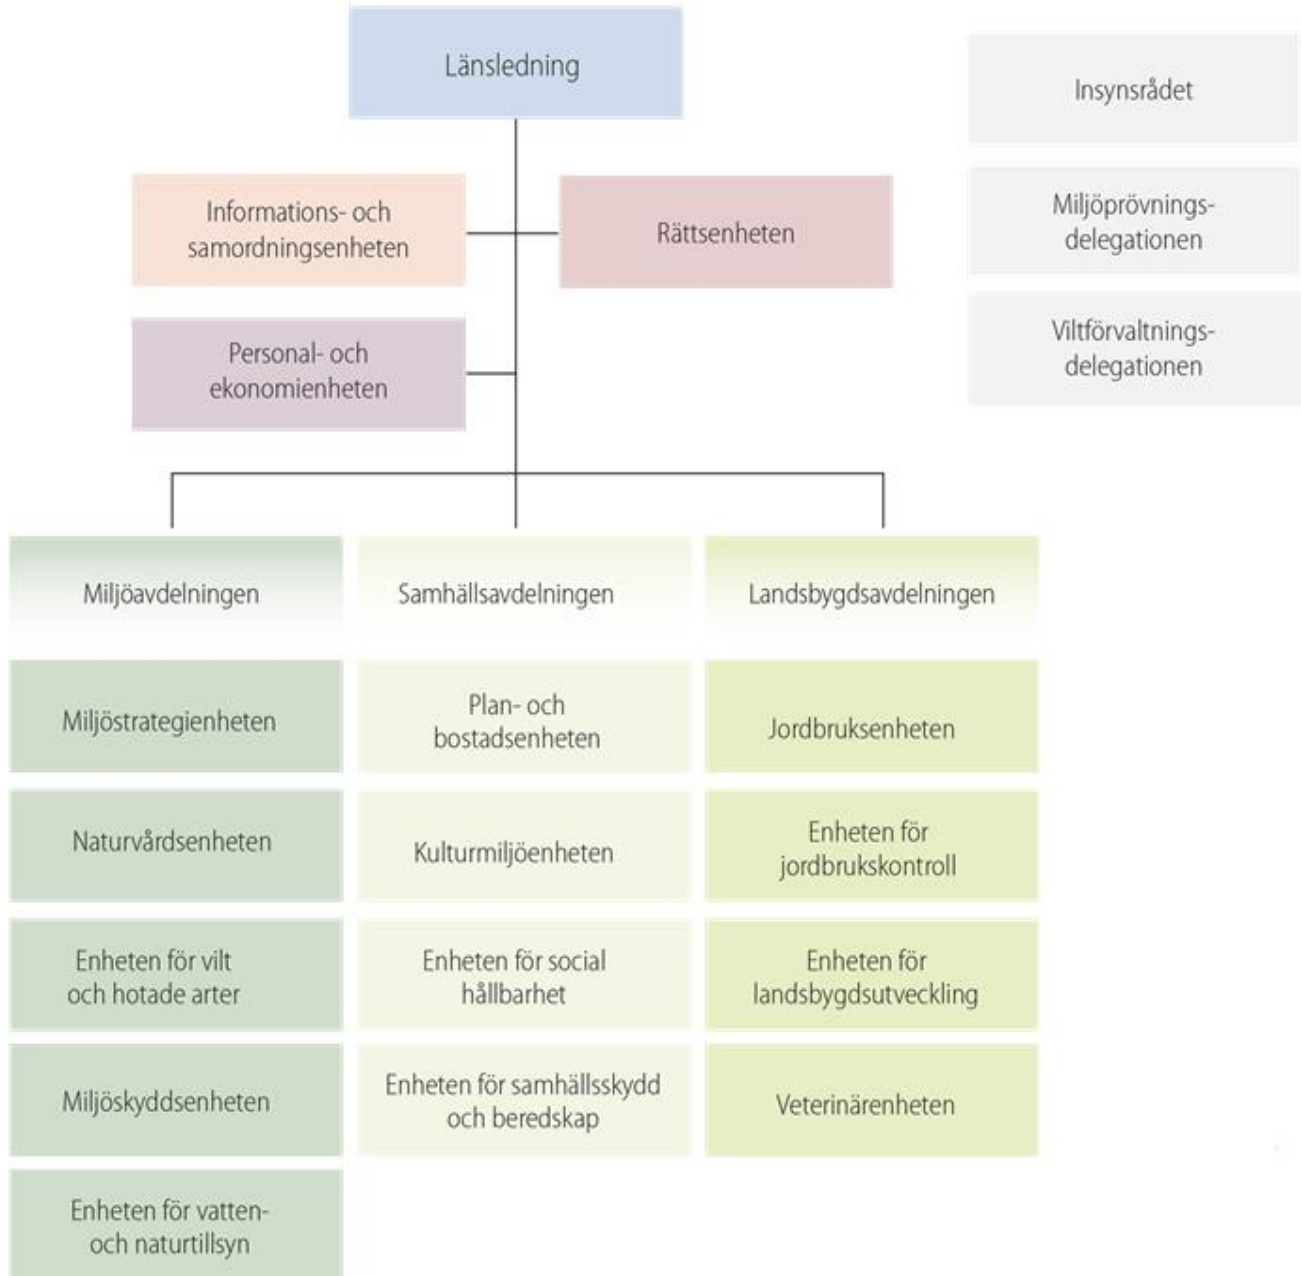 Länsledning
Insynsrådet
Informations- och
samordningsenheten
Rättsenheten
Miljöprövnings-
delegationen
Personal- och
ekonomienheten
Viltförvaltnings-
delegationen
Miljöavdelningen
Samhällsavdelningen
Landsbygdsavdelningen
Miljöstrategienheten
Plan- och
bostadsenheten
Jordbruksenheten
Naturvårdsenheten
Kulturmiljöenheten
Enheten för
jordbrukskontroll
Enheten för vilt
och hotade arter
Enheten för social
hållbarhet
Enheten för
landsbygdsutveckling
Miljöskyddsenheten
Enheten för samhällsskydd
och beredskap
Veterinärenheten
Enheten för vatten-
och naturtillsyn